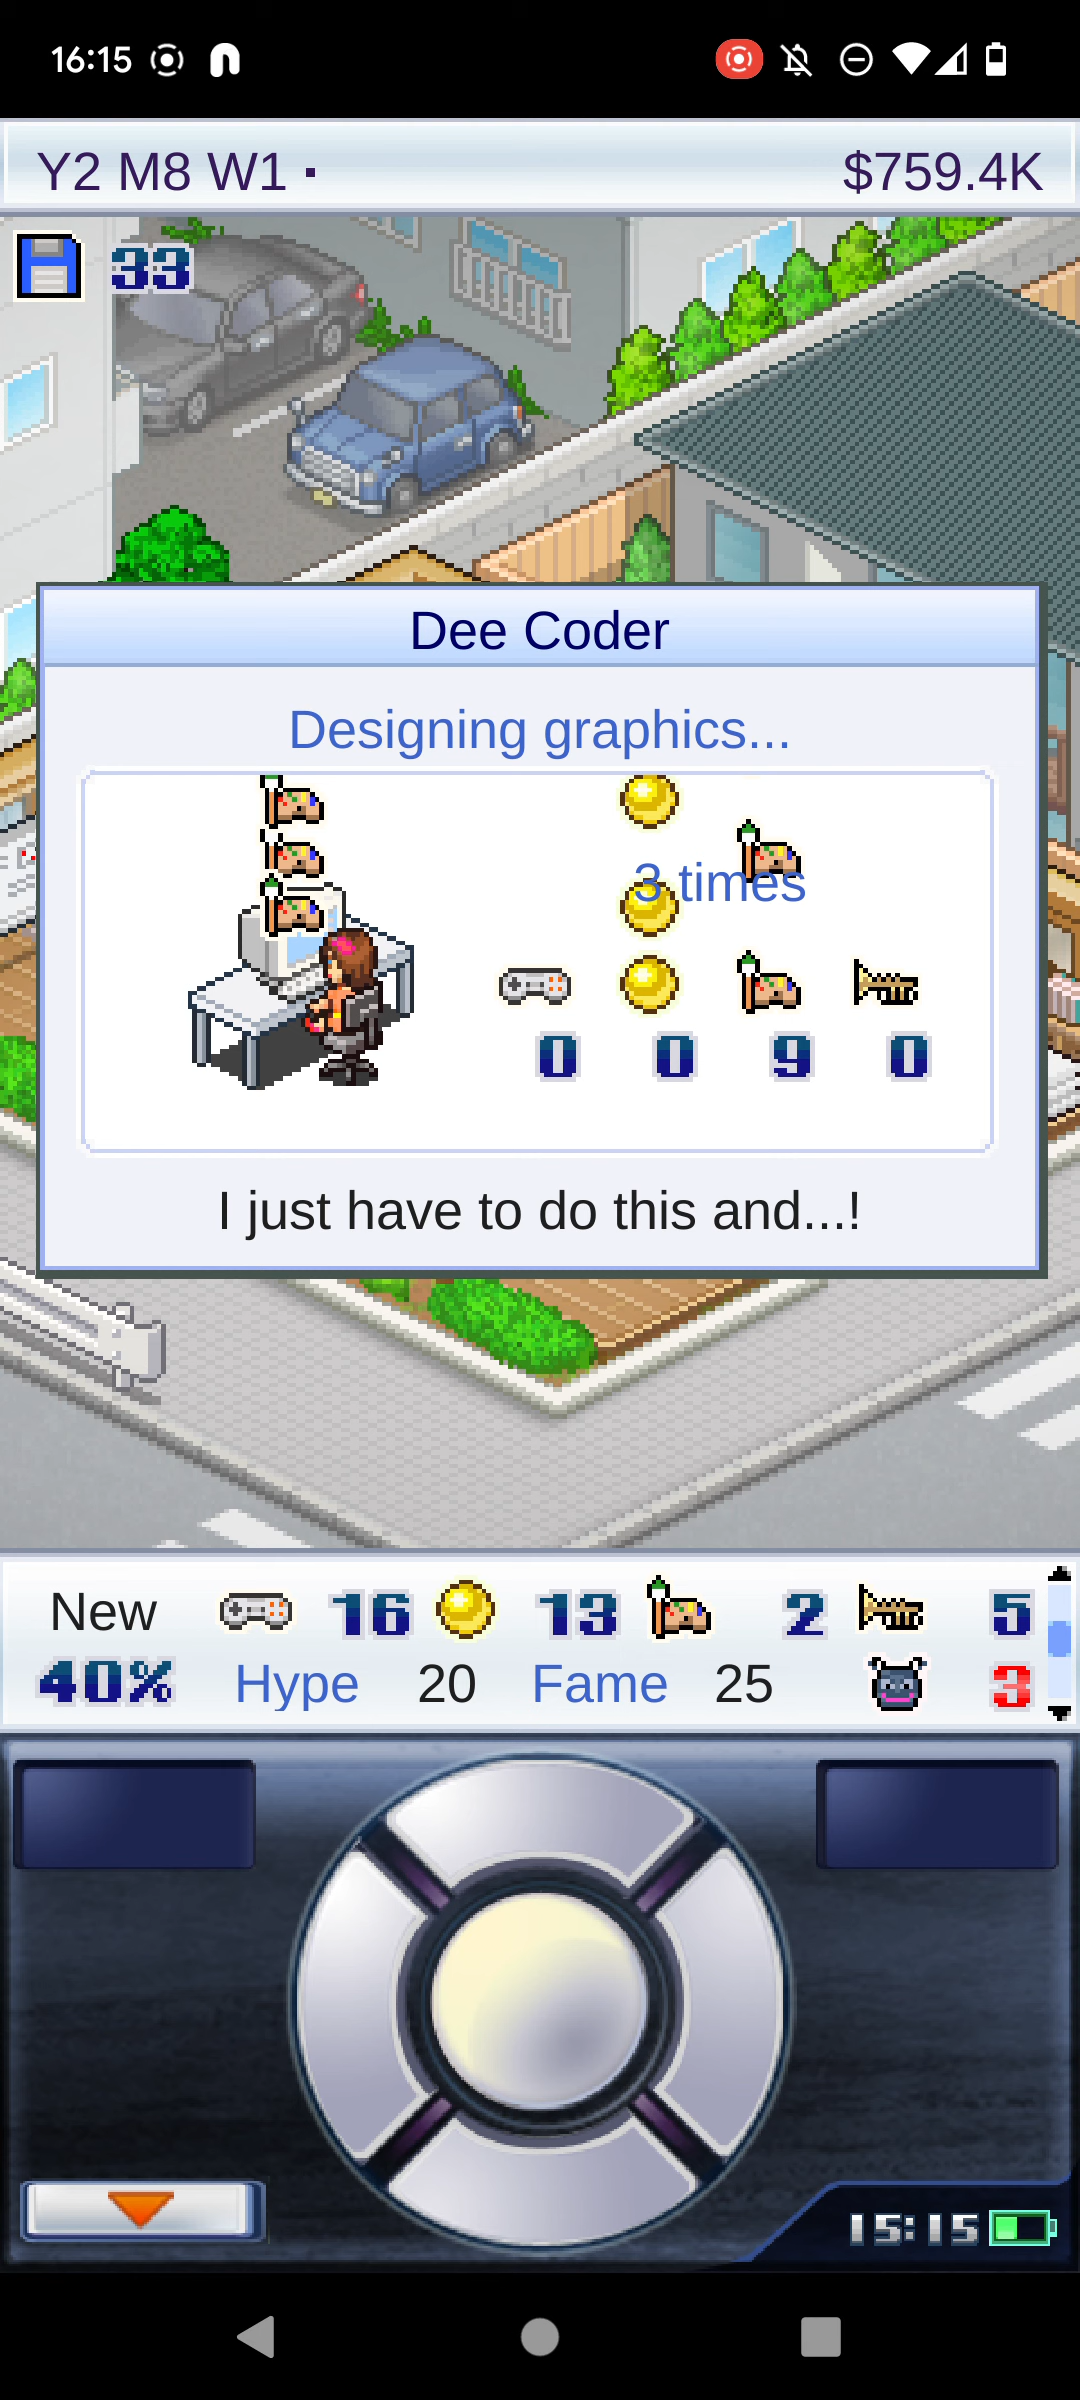 16:15
Y2 M8 W1
$759.4K
33
Dee Coder
Designing graphics...
3 times
0 0 9 0
I just have to do this and...!
New 16 13 2 5
40% Hype 20 Fame 25 3
15:15